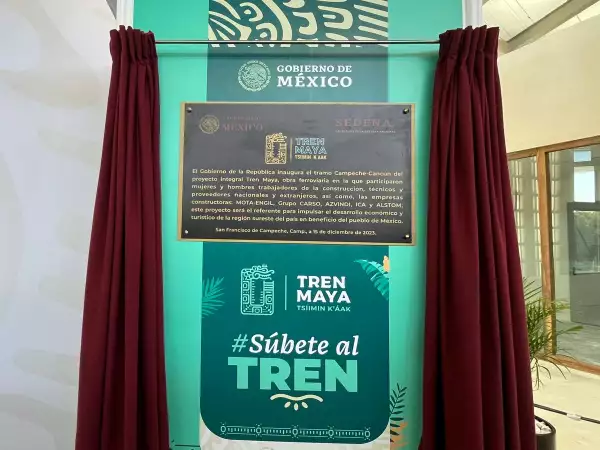 GOBIERNO DE
MÉXICO
MÉXICO
SEDENA
TREN
MAYA
TSÍIMIN K'ÁAK
El Gobierno de la República inaugura el tramo Campeche-Cancún del
proyecto Integral Tren Maya, obra ferroviaria en la que participaron
mujeres y hombres trabajadores de la construcción, técnicos y
proveedores nacionales y extranjeros, así como, las empresas
constructoras: MOTA-ENGIL, Grupo CARSO, AZVINDI, ICA y ALSTOM;
este proyecto será el referente para impulsar el desarrollo económico y
turístico de la región sureste del país en beneficio del pueblo de México.
San Francisco de Campeche, Camp., a 15 de diciembre de 2023.
TREN
MAYA
TSIIMIN K'ÁAK
#Súbete al
TREN